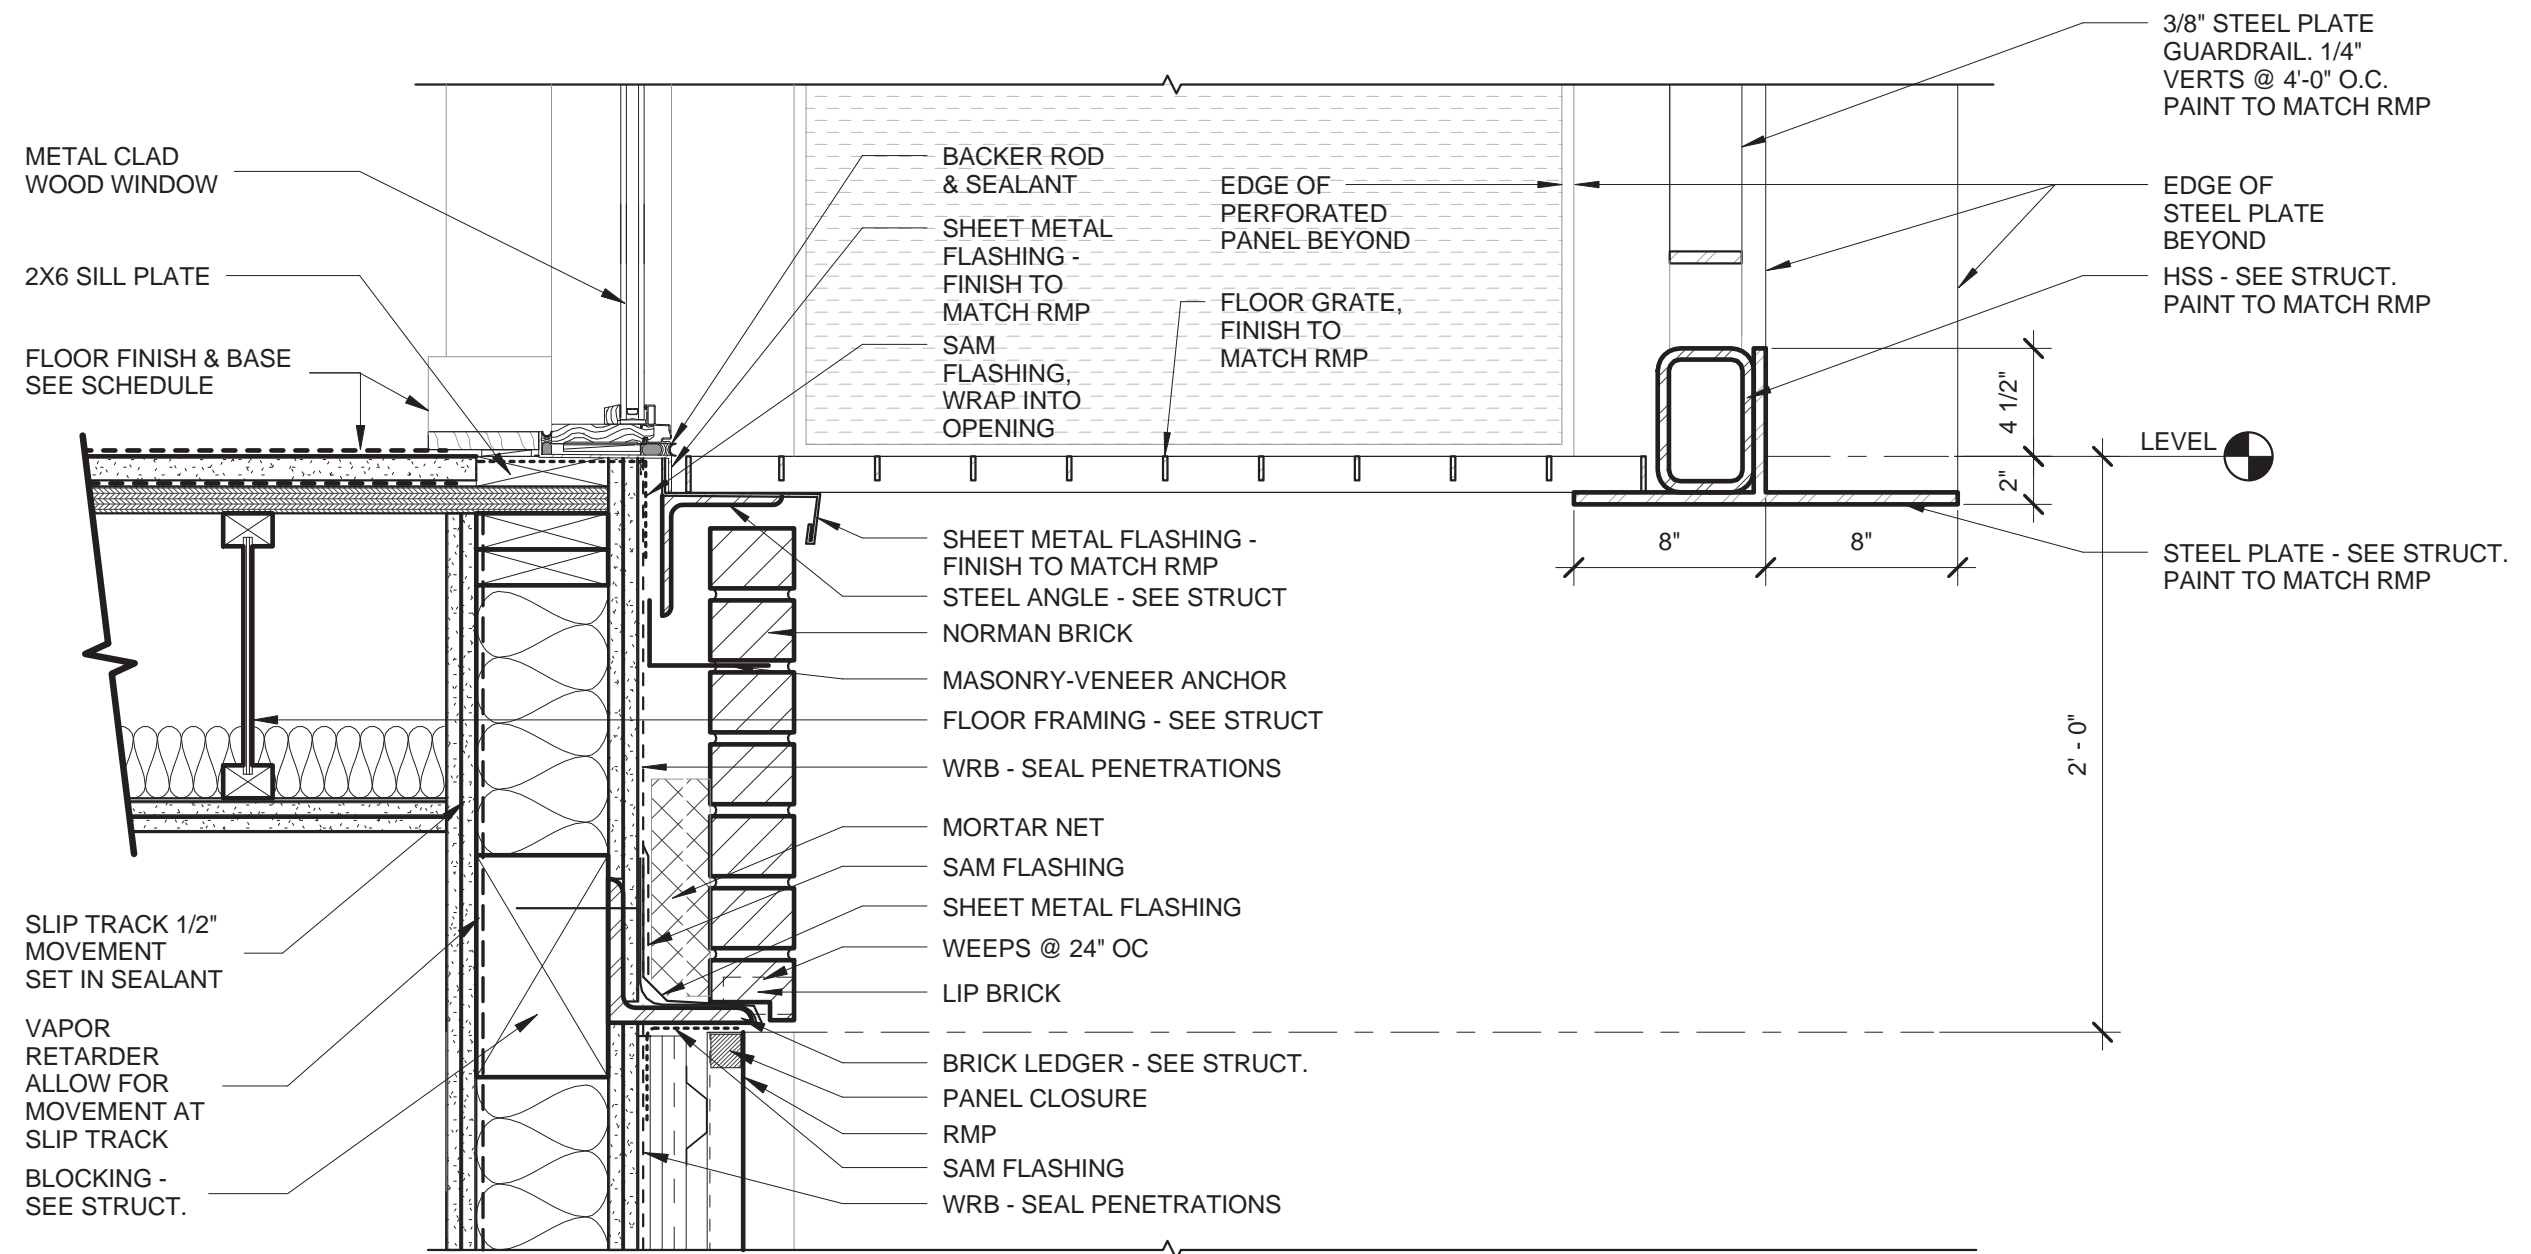 METAL CLAD
WOOD WINDOW
2X6 SILL PLATE
FLOOR FINISH & BASE
SEE SCHEDULE
SLIP TRACK 1/2"
MOVEMENT
SET IN SEALANT
VAPOR
RETARDER
ALLOW FOR
MOVEMENT AT
SLIP TRACK
BLOCKING -
SEE STRUCT.
BACKER ROD
& SEALANT
SHEET METAL
FLASHING -
FINISH TO
MATCH RMP
SAM
FLASHING,
WRAP INTO
OPENING
EDGE OF
PERFORATED
PANEL BEYOND
FLOOR GRATE,
FINISH TO
MATCH RMP
SHEET METAL FLASHING -
FINISH TO MATCH RMP
STEEL ANGLE - SEE STRUCT
NORMAN BRICK
MASONRY-VENEER ANCHOR
FLOOR FRAMING - SEE STRUCT
WRB - SEAL PENETRATIONS
MORTAR NET
SAM FLASHING
SHEET METAL FLASHING
WEEPS @ 24" OC
LIP BRICK
BRICK LEDGER - SEE STRUCT.
PANEL CLOSURE
RMP
SAM FLASHING
WRB - SEAL PENETRATIONS
3/8" STEEL PLATE
GUARDRAIL. 1/4"
VERTS @ 4'-0" O.C.
PAINT TO MATCH RMP
EDGE OF
STEEL PLATE
BEYOND
HSS - SEE STRUCT.
PAINT TO MATCH RMP
4 1/2"
LEVEL
2"
8"
8"
STEEL PLATE - SEE STRUCT.
PAINT TO MATCH RMP
2' - 0"